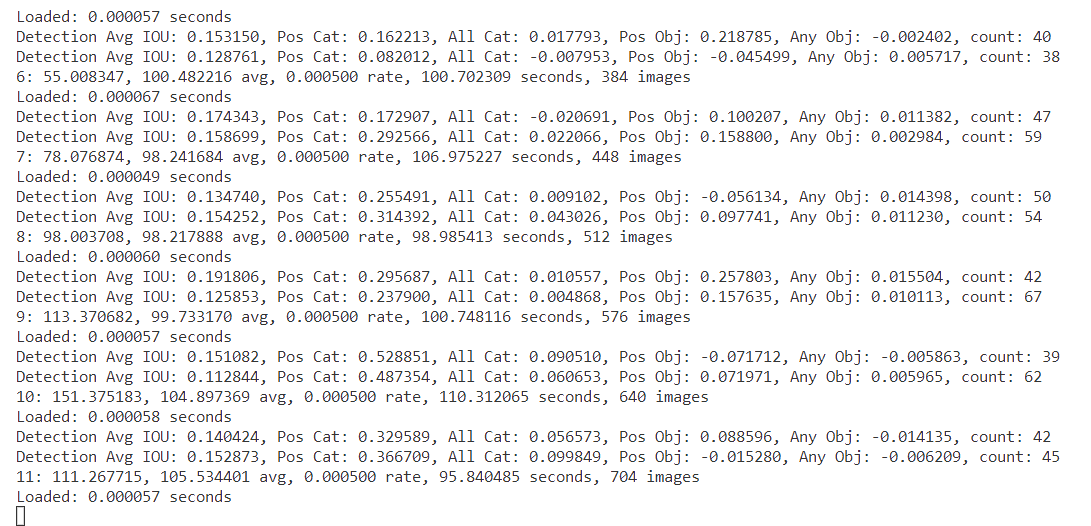 Loaded: 0.000057 seconds
Detection Avg IOU: 0.153150, Pos Cat: 0.162213, All Cat: 0.017793, Pos Obj: 0.218785, Any Obj: -0.002402, count: 40
Detection Avg IOU: 0.128761, Pos Cat: 0.082012, All Cat: -0.007953, Pos Obj: -0.045499, Any Obj: 0.005717, count: 38
6: 55.008347, 100.482216 avg, 0.000500 rate, 100.702309 seconds, 384 images
Loaded: 0.000067 seconds
Detection Avg IOU: 0.174343, Pos Cat: 0.172907, All Cat: -0.020691, Pos Obj: 0.100207, Any Obj: 0.011382, count: 47
Detection Avg IOU: 0.158699, Pos Cat: 0.292566, All Cat: 0.022066, Pos Obj: 0.158800, Any Obj: 0.002984, count: 59
7: 78.076874, 98.241684 avg, 0.000500 rate, 106.975227 seconds, 448 images
Loaded: 0.000049 seconds
Detection Avg IOU: 0.134740, Pos Cat: 0.255491, All Cat: 0.009102, Pos Obj: -0.056134, Any Obj: 0.014398, count: 50
Detection Avg IOU: 0.154252, Pos Cat: 0.314392, All Cat: 0.043026, Pos Obj: 0.097741, Any Obj: 0.011230, count: 54
8: 98.003708, 98.217888 avg, 0.000500 rate, 98.985413 seconds, 512 images
Loaded: 0.000060 seconds
Detection Avg IOU: 0.191806, Pos Cat: 0.295687, All Cat: 0.010557, Pos Obj: 0.257803, Any Obj: 0.015504, count: 42
Detection Avg IOU: 0.125853, Pos Cat: 0.237900, All Cat: 0.004868, Pos Obj: 0.157635, Any Obj: 0.010113, count: 67
9: 113.370682, 99.733170 avg, 0.000500 rate, 100.748116 seconds, 576 images
Loaded: 0.000057 seconds
Detection Avg IOU: 0.151082, Pos Cat: 0.528851, All Cat: 0.090510, Pos Obj: -0.071712, Any Obj: -0.005863, count: 39
Detection Avg IOU: 0.112844, Pos Cat: 0.487354, All Cat: 0.060653, Pos Obj: 0.071971, Any Obj: 0.005965, count: 62
10: 151.375183, 104.897369 avg, 0.000500 rate, 110.312065 seconds, 640 images
Loaded: 0.000058 seconds
Detection Avg IOU: 0.140424, Pos Cat: 0.329589, All Cat: 0.056573, Pos Obj: 0.088596, Any Obj: -0.014135, count: 42
Detection Avg IOU: 0.152873, Pos Cat: 0.366709, All Cat: 0.099849, Pos Obj: -0.015280, Any Obj: -0.006209, count: 45
11: 111.267715, 105.534401 avg, 0.000500 rate, 95.840485 seconds, 704 images
Loaded: 0.000057 seconds